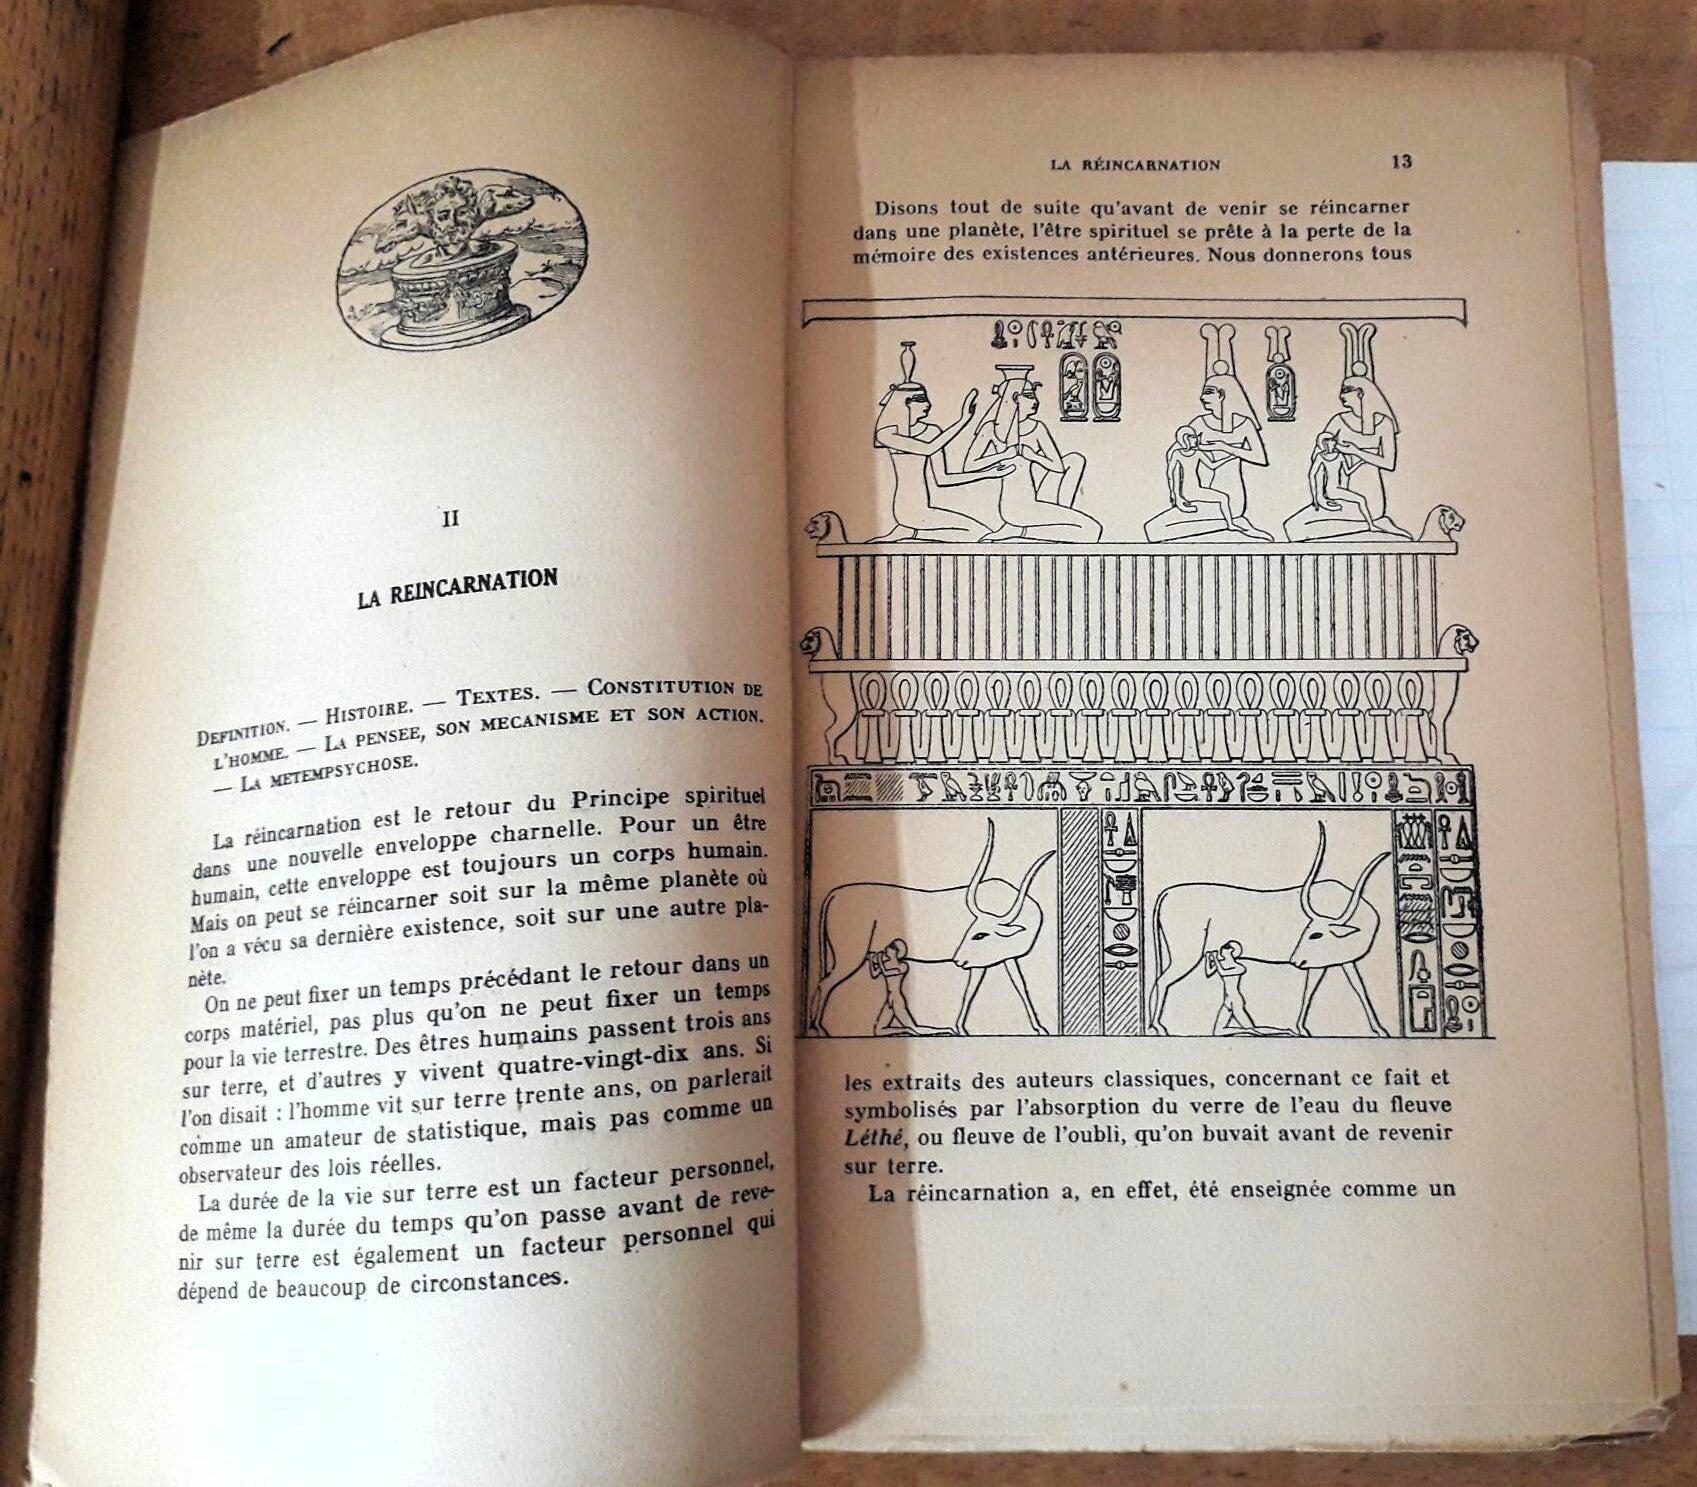 II
LA REINCARNATION
DEFINITION. — HISTOIRE. — TEXTES. — CONSTITUTION DE
L'HOMME. — LA PENSEE, SON MECANISME ET SON ACTION.
— LA METEMPSYCHOSE.
La réincarnation est le retour du Principe spirituel
dans une nouvelle enveloppe charnelle. Pour un être
humain, cette enveloppe est toujours un corps humain.
Mais on peut se réincarner soit sur la même planète où
l'on a vécu sa dernière existence, soit sur une autre pla-
nète.
On ne peut fixer un temps précédant le retour dans un
corps matériel, pas plus qu'on ne peut fixer un temps
pour la vie terrestre. Des êtres humains passent trois ans
sur terre, et d'autres y vivent quatre-vingt-dix ans. Si
l'on disait : l'homme vit sur terre trente ans, on parlerait
comme un amateur de statistique, mais pas comme un
observateur des lois réelles.
La durée de la vie sur terre est un facteur personnel,
de même la durée du temps qu'on passe avant de reve-
nir sur terre est également un facteur personnel qui
dépend de beaucoup de circonstances.
LA RÉINCARNATION 13
Disons tout de suite qu'avant de venir se réincarner
dans une planète, l'être spirituel se prête à la perte de la
mémoire des existences antérieures. Nous donnerons tous
les extraits des auteurs classiques, concernant ce fait et
symbolisés par l'absorption du verre de l'eau du fleuve
Léthé, ou fleuve de l'oubli, qu'on buvait avant de revenir
sur terre.
La réincarnation a, en effet, été enseignée comme un